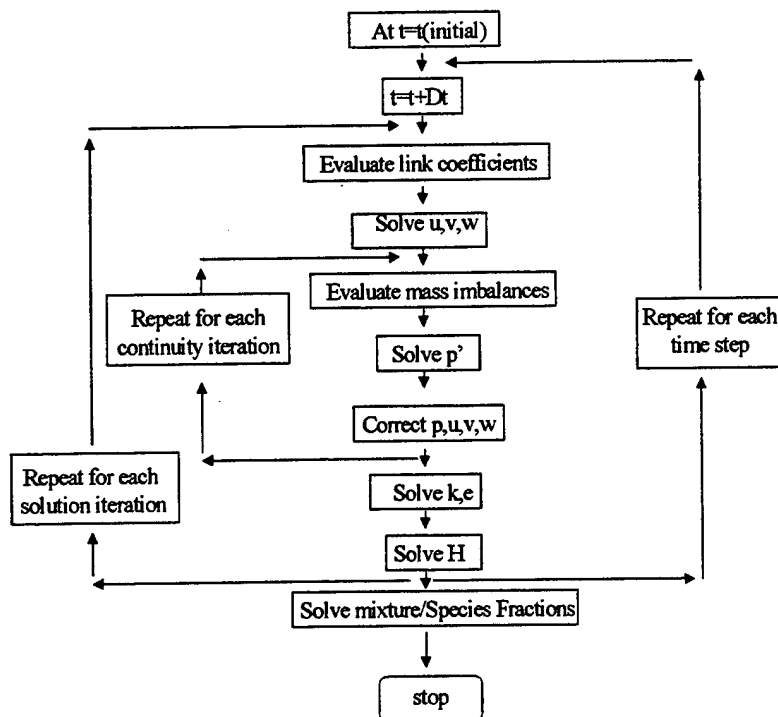 At t=t(initial)
t=t+Dt
Evaluate link coefficients
Solve u,v,w
Evaluate mass imbalances
Repeat for each
continuity iteration
Repeat for each
time step
Solve p’
Correct p,u,v,w
Repeat for each
solution iteration
Solve k,e
Solve H
Solve mixture/Species Fractions
stop